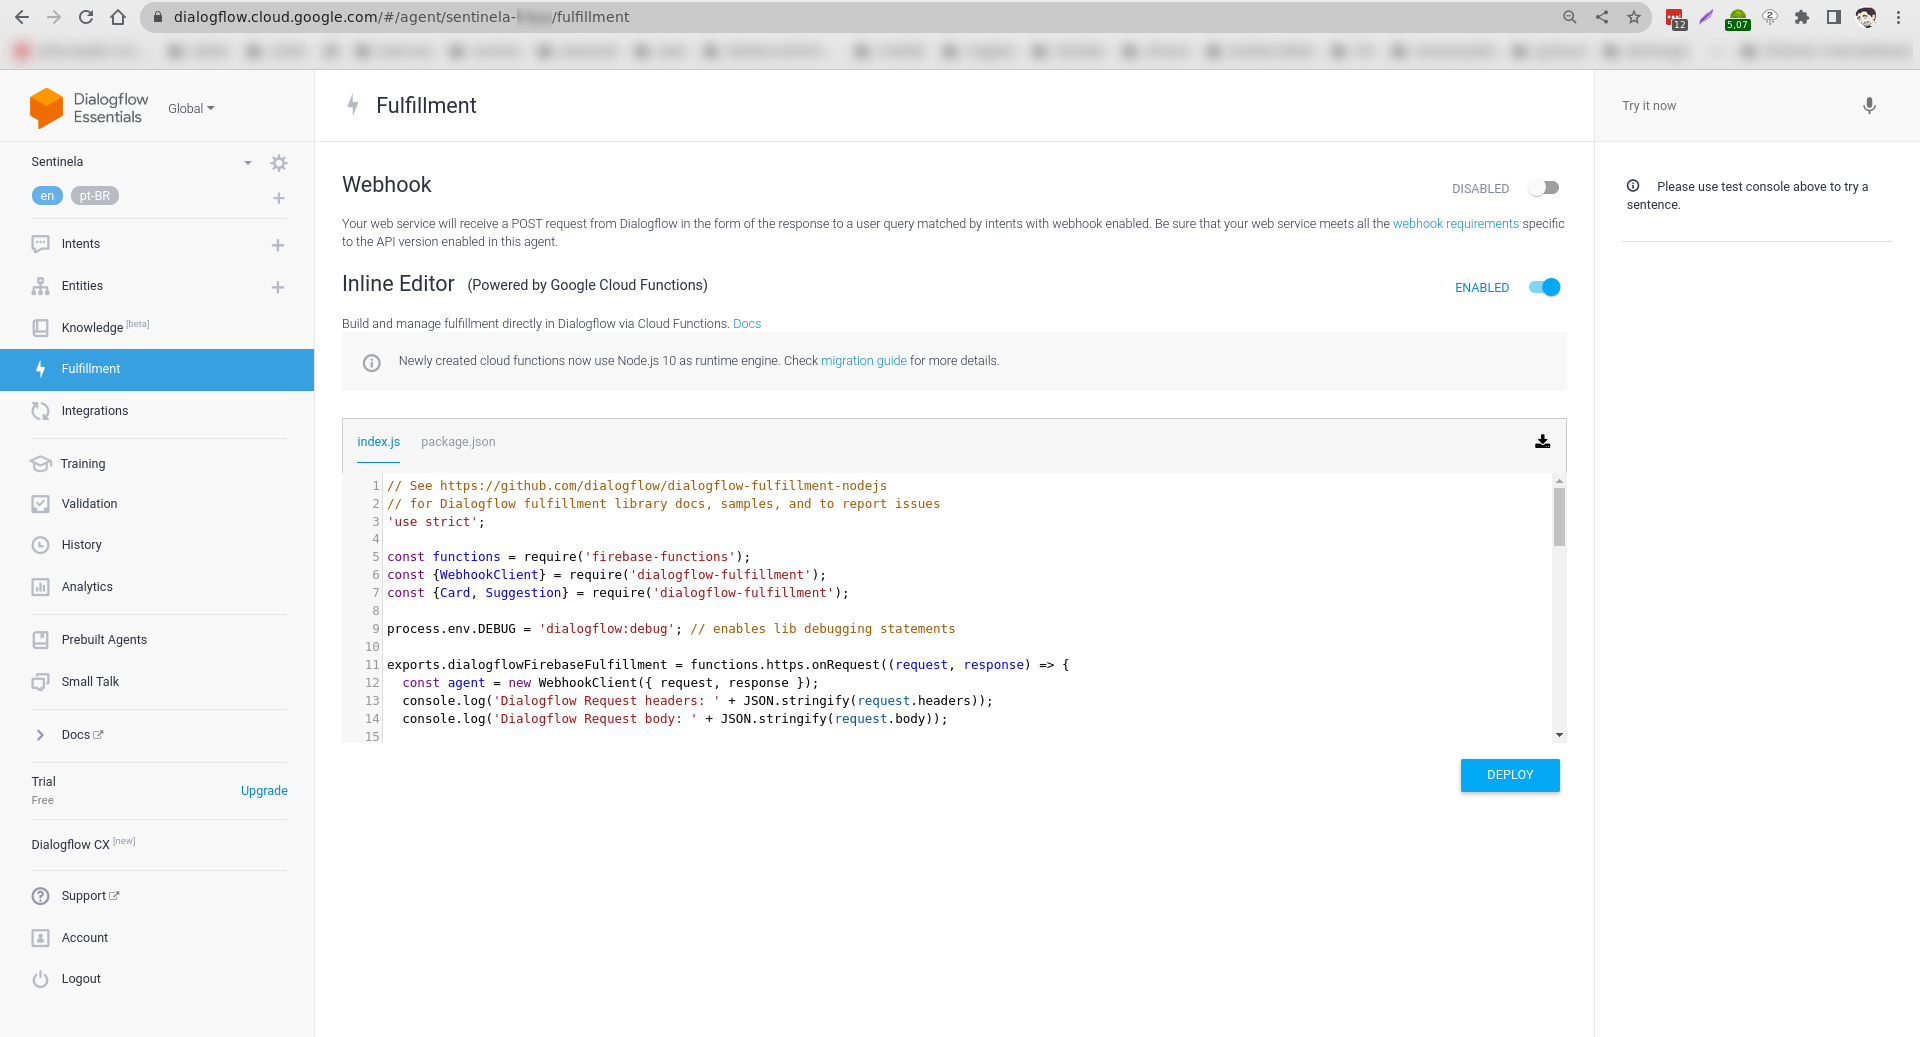 dialogflow.cloud.google.com/#/agent/sentinela-
/fulfillment
12
5,07
2
Dialogflow
Essentials
Global
Sentinela
en
pt-BR
Intents
Entities
Knowledge [beta]
Fulfillment
Integrations
Training
Validation
History
Analytics
Prebuilt Agents
Small Talk
Docs
Trial
Free
Upgrade
Dialogflow CX [new]
Support
Account
Logout
Fulfillment
Webhook
DISABLED
Your web service will receive a POST request from Dialogflow in the form of the response to a user query matched by intents with webhook enabled. Be sure that your web service meets all the webhook requirements specific
to the API version enabled in this agent.
Inline Editor (Powered by Google Cloud Functions)
ENABLED
Build and manage fulfillment directly in Dialogflow via Cloud Functions. Docs
Newly created cloud functions now use Node.js 10 as runtime engine. Check migration guide for more details.
index.js
package.json
1 // See https://github.com/dialogflow/dialogflow-fulfillment-nodejs
2 // for Dialogflow fulfillment library docs, samples, and to report issues
3 'use strict';
4
5 const functions = require('firebase-functions');
6 const {WebhookClient} = require('dialogflow-fulfillment');
7 const {Card, Suggestion} = require('dialogflow-fulfillment');
8
9 process.env.DEBUG = 'dialogflow:debug'; // enables lib debugging statements
10
11 exports.dialogflowFirebaseFulfillment = functions.https.onRequest((request, response) => {
12   const agent = new WebhookClient({ request, response });
13   console.log('Dialogflow Request headers: ' + JSON.stringify(request.headers));
14   console.log('Dialogflow Request body: ' + JSON.stringify(request.body));
15
DEPLOY
Try it now
Please use test console above to try a
sentence.